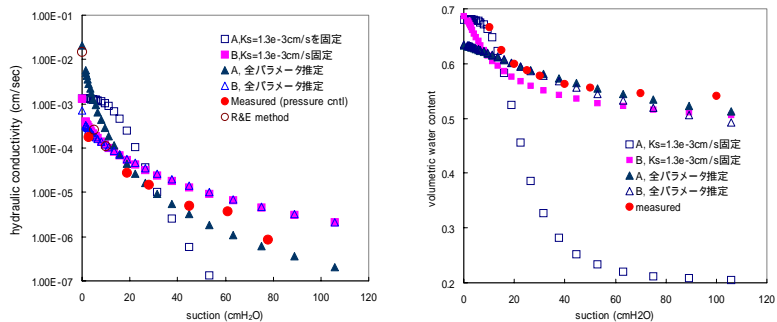 1.00E-01
1.00E-02
1.00E-03
1.00E-04
1.00E-05
1.00E-06
1.00E-07
hydraulic conductivity (cm/sec)
A,Ks=1.3e-3cm/sを固定
B,Ks=1.3e-3cm/s固定
A, 全パラメータ推定
B, 全パラメータ推定
Measured (pressure cntl)
R&E method
0 20 40 60 80 100 120
suction (cmH₂O)
0.7
0.6
0.5
0.4
0.3
0.2
volumetric water content
A, Ks=1.3e-3cm/s固定
B, Ks=1.3e-3cm/s固定
A, 全パラメータ推定
B, 全パラメータ推定
measured
0 20 40 60 80 100 120
suction (cmH2O)